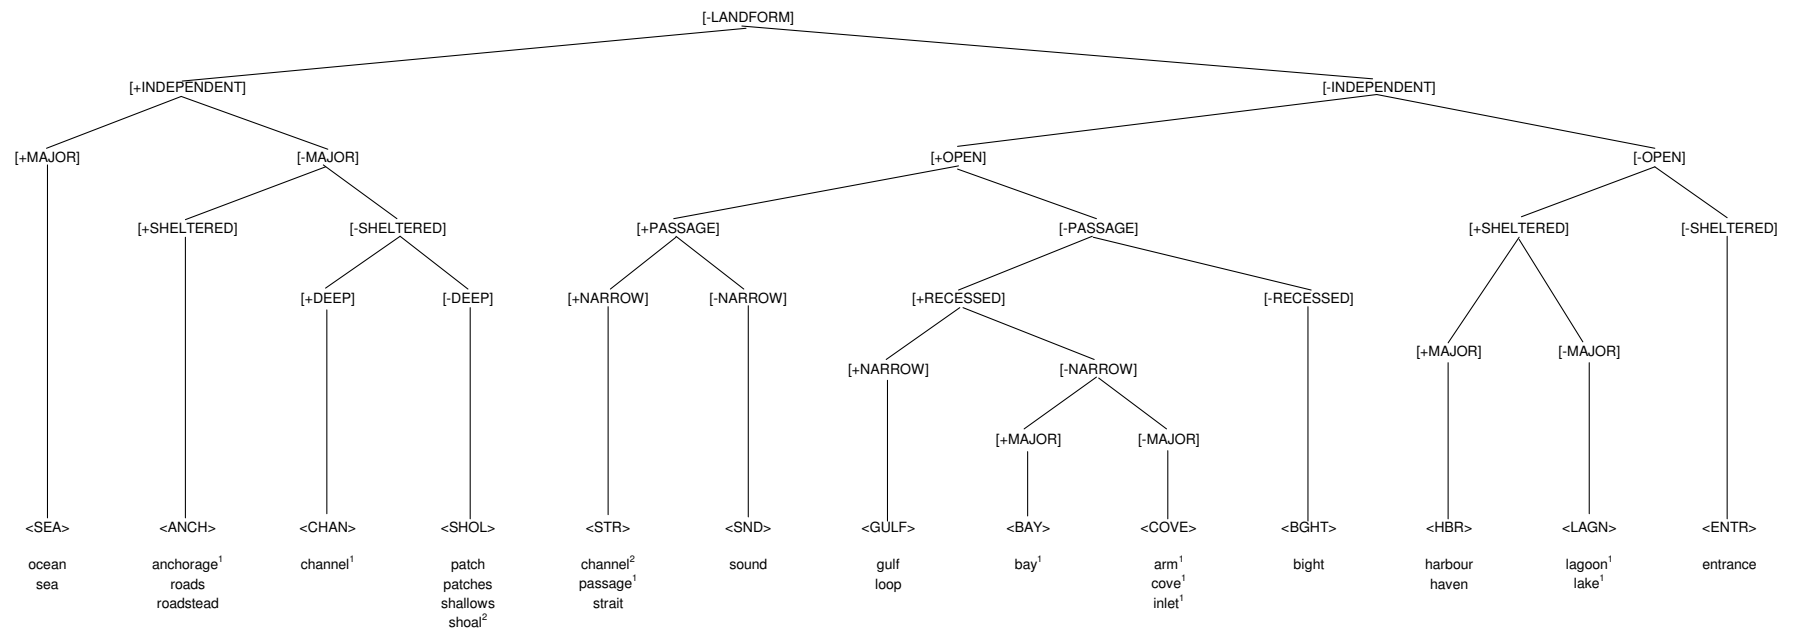 [-LANDFORM]
[+INDEPENDENT] [-INDEPENDENT]
[+MAJOR] [-MAJOR] [+OPEN] [-OPEN]
[+SHELTERED] [-SHELTERED] [+PASSAGE] [-PASSAGE] [+SHELTERED] [-SHELTERED]
[+DEEP] [-DEEP] [+NARROW] [-NARROW] [+RECESSED] [-RECESSED]
[+MAJOR] [-MAJOR]
[+NARROW] [-NARROW]
[+MAJOR] [-MAJOR]
<SEA> <ANCH> <CHAN> <SHOL> <STR> <SND> <GULF> <BAY> <COVE> <BGHT> <HBR> <LAGN> <ENTR>
ocean anchorage¹ channel¹ patch channel² sound gulf bay¹ arm¹ bight harbour lagoon¹ entrance
sea roads patches passage¹ loop cove¹ haven lake¹
roadstead shallows strait inlet¹
shoal²